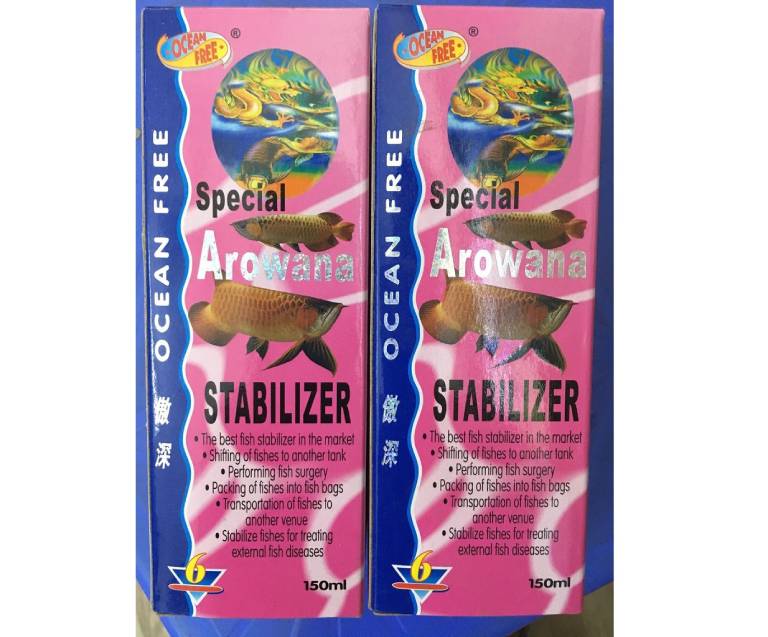 OCEAN FREE ®
OCEAN FREE
傲深
Special
Arowana
STABILIZER
• The best fish stabilizer in the market
• Shifting of fishes to another tank
• Performing fish surgery
• Packing of fishes into fish bags
• Transportation of fishes to
another venue
• Stabilize fishes for treating
external fish diseases
6
150ml
OCEAN FREE ®
OCEAN FREE
傲深
Special
Arowana
STABILIZER
• The best fish stabilizer in the market
• Shifting of fishes to another tank
• Performing fish surgery
• Packing of fishes into fish bags
• Transportation of fishes to
another venue
• Stabilize fishes for treating
external fish diseases
6
150ml